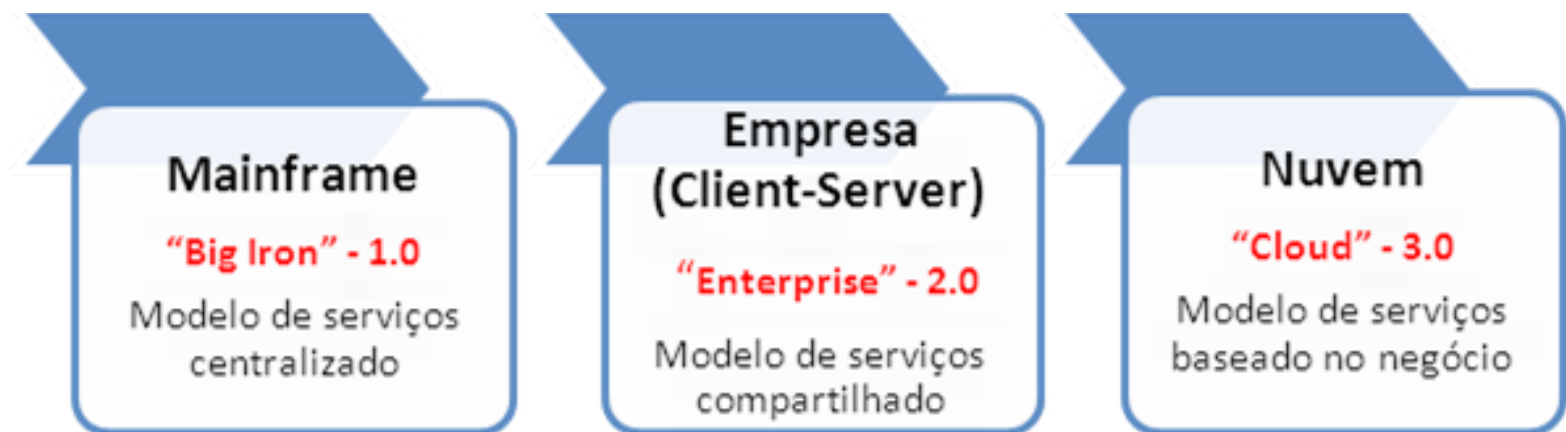 Mainframe
“Big Iron” - 1.0
Modelo de serviços
centralizado
Empresa
(Client-Server)
“Enterprise” - 2.0
Modelo de serviços
compartilhado
Nuvem
“Cloud” - 3.0
Modelo de serviços
baseado no negócio